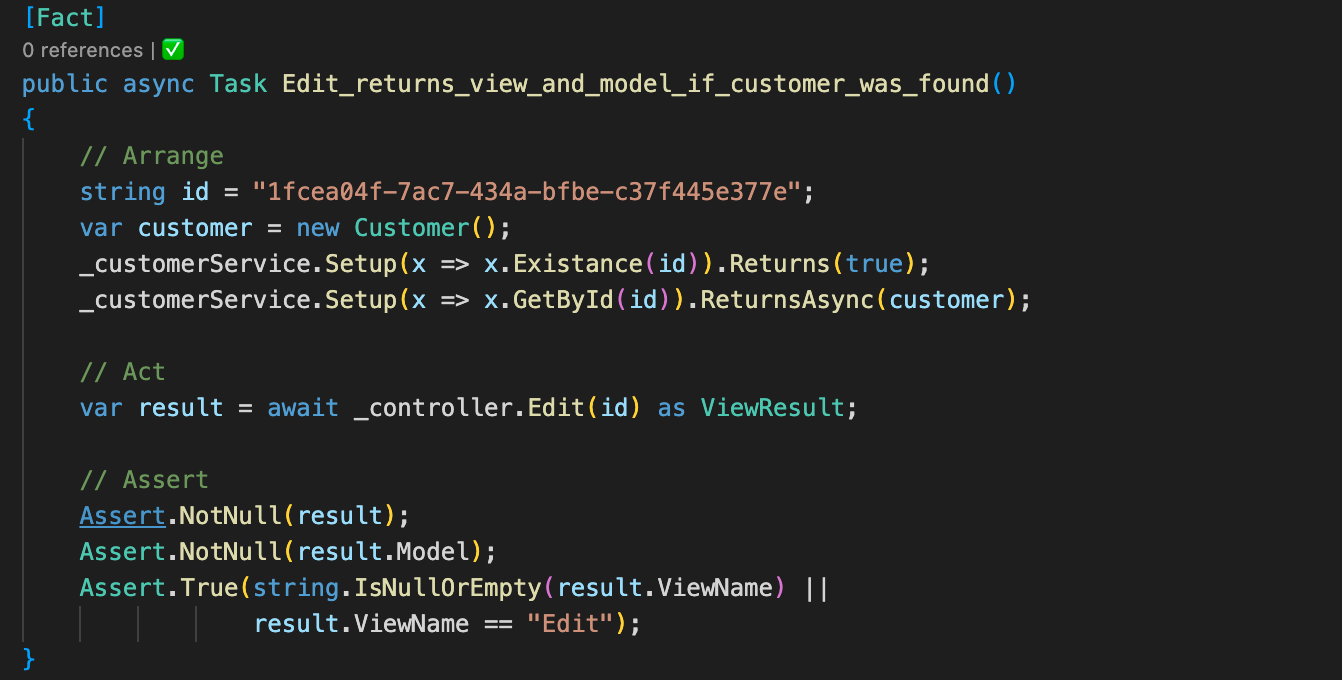 [Fact]
0 references | ✅
public async Task Edit_returns_view_and_model_if_customer_was_found()
{
    // Arrange
    string id = "1fcea04f-7ac7-434a-bfbe-c37f445e377e";
    var customer = new Customer();
    _customerService.Setup(x => x.Existance(id)).Returns(true);
    _customerService.Setup(x => x.GetById(id)).ReturnsAsync(customer);

    // Act
    var result = await _controller.Edit(id) as ViewResult;

    // Assert
    Assert.NotNull(result);
    Assert.NotNull(result.Model);
    Assert.True(string.IsNullOrEmpty(result.ViewName) ||
                result.ViewName == "Edit");
}